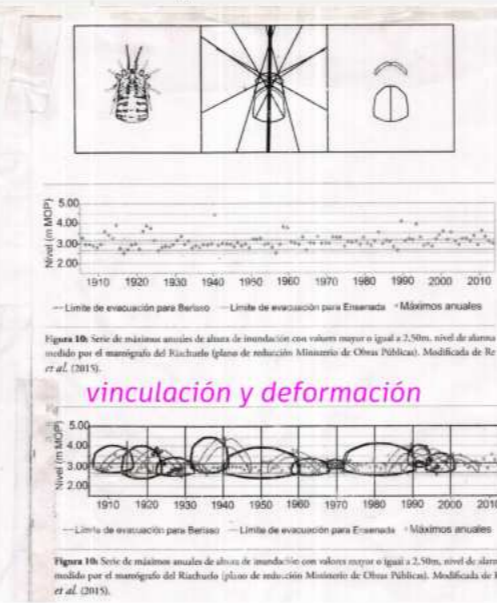 5.00
4.00
3.00
2.00
Nivel (m MOP)
1910 1920 1930 1940 1950 1960 1970 1980 1990 2000 2010
Límite de evacuación para Berisso Límite de evacuación para Ensenada Máximos anuales
Figura 10: Serie de máximos anuales de altura de inundación con valores mayor o igual a 2,50m, nivel de alarma
medido por el mareógrafo del Riachuelo (plano de reducción Ministerio de Obras Públicas). Modificada de Re
et al. (2015).
vinculación y deformación
5.00
4.00
3.00
2.00
Nivel (m MOP)
1910 1920 1930 1940 1950 1960 1970 1980 1990 2000 2010
Límite de evacuación para Berisso Límite de evacuación para Ensenada Máximos anuales
Figura 10: Serie de máximos anuales de altura de inundación con valores mayor o igual a 2,50m, nivel de alarm
medido por el mareógrafo del Riachuelo (plano de reducción Ministerio de Obras Públicas). Modificada de
et al. (2015).